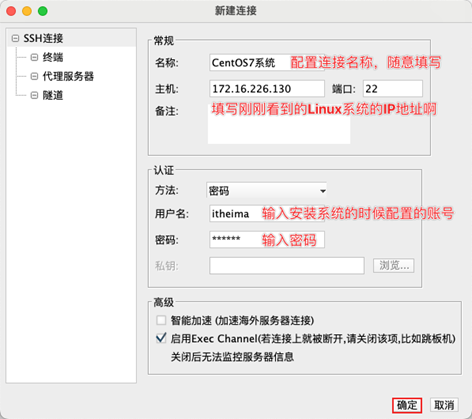 新建连接
SSH连接
终端
代理服务器
隧道
常规
名称: CentOS7系统 配置连接名称，随意填写
主机: 172.16.226.130 端口: 22
备注: 填写刚刚看到的Linux系统的IP地址啊
认证
方法: 密码
用户名: itheima 输入安装系统的时候配置的账号
密码: ****** 输入密码
私钥: 浏览...
高级
智能加速 (加速海外服务器连接)
启用Exec Channel(若连接上就被断开,请关闭该项,比如跳板机)
关闭后无法监控服务器信息
确定 取消